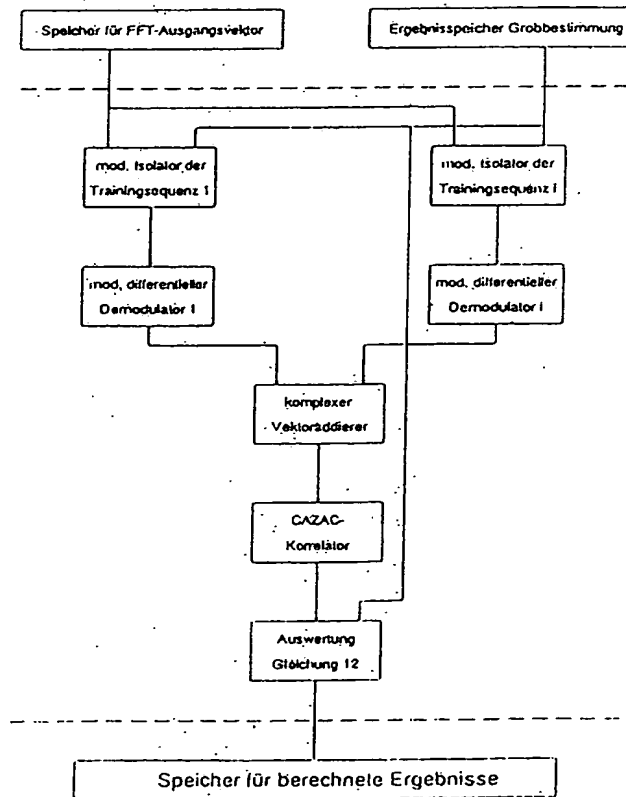 Speicher für FFT-Ausgangsvektor
Ergebnisspeicher Grobbestimmung
mod. Isolator der
Trainingsequenz 1
mod. Isolator der
Trainingsequenz I
mod. differentieller
Demodulator 1
mod. differentieller
Demodulator I
komplexer
Vektoraddierer
CAZAC-
Korrelator
Auswertung
Gleichung 12
Speicher für berechnete Ergebnisse